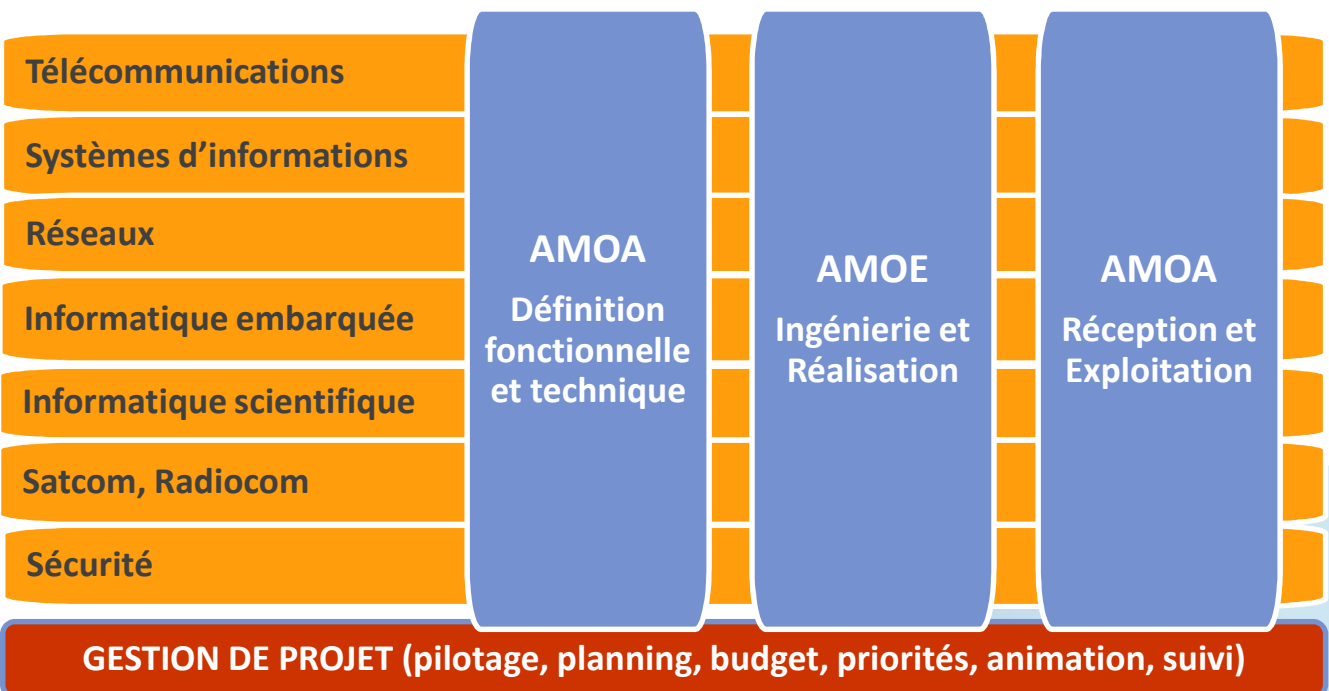 Télécommunications
Systèmes d’informations
Réseaux
Informatique embarquée
Informatique scientifique
Satcom, Radiocom
Sécurité
AMOA
Définition
fonctionnelle
et technique
AMOE
Ingénierie et
Réalisation
AMOA
Réception et
Exploitation
GESTION DE PROJET (pilotage, planning, budget, priorités, animation, suivi)